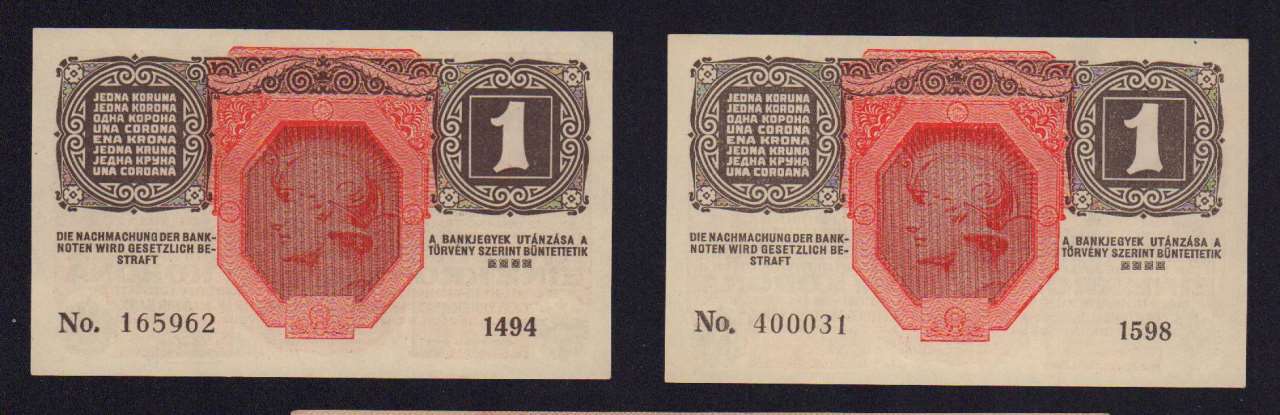 JEDNA KORUNA
JEDNA KORONA
ОДНА КОРОНА
UNA CORONA
ENA KRONA
JEDNA KRUNA
ЈЕДНА КРУНА
UNA COROANĂ
1
DIE NACHMACHUNG DER BANK-
NOTEN WIRD GESETZLICH BE-
STRAFT
A BANKJEGYEK UTÁNZÁSA A
TÖRVÉNY SZERINT BÜNTETTETIK
No. 165962
1494
JEDNA KORUNA
JEDNA KORONA
ОДНА КОРОНА
UNA CORONA
ENA KRONA
JEDNA KRUNA
ЈЕДНА КРУНА
UNA COROANĂ
1
DIE NACHMACHUNG DER BANK-
NOTEN WIRD GESETZLICH BE-
STRAFT
A BANKJEGYEK UTÁNZÁSA A
TÖRVÉNY SZERINT BÜNTETTETIK
No. 400031
1598